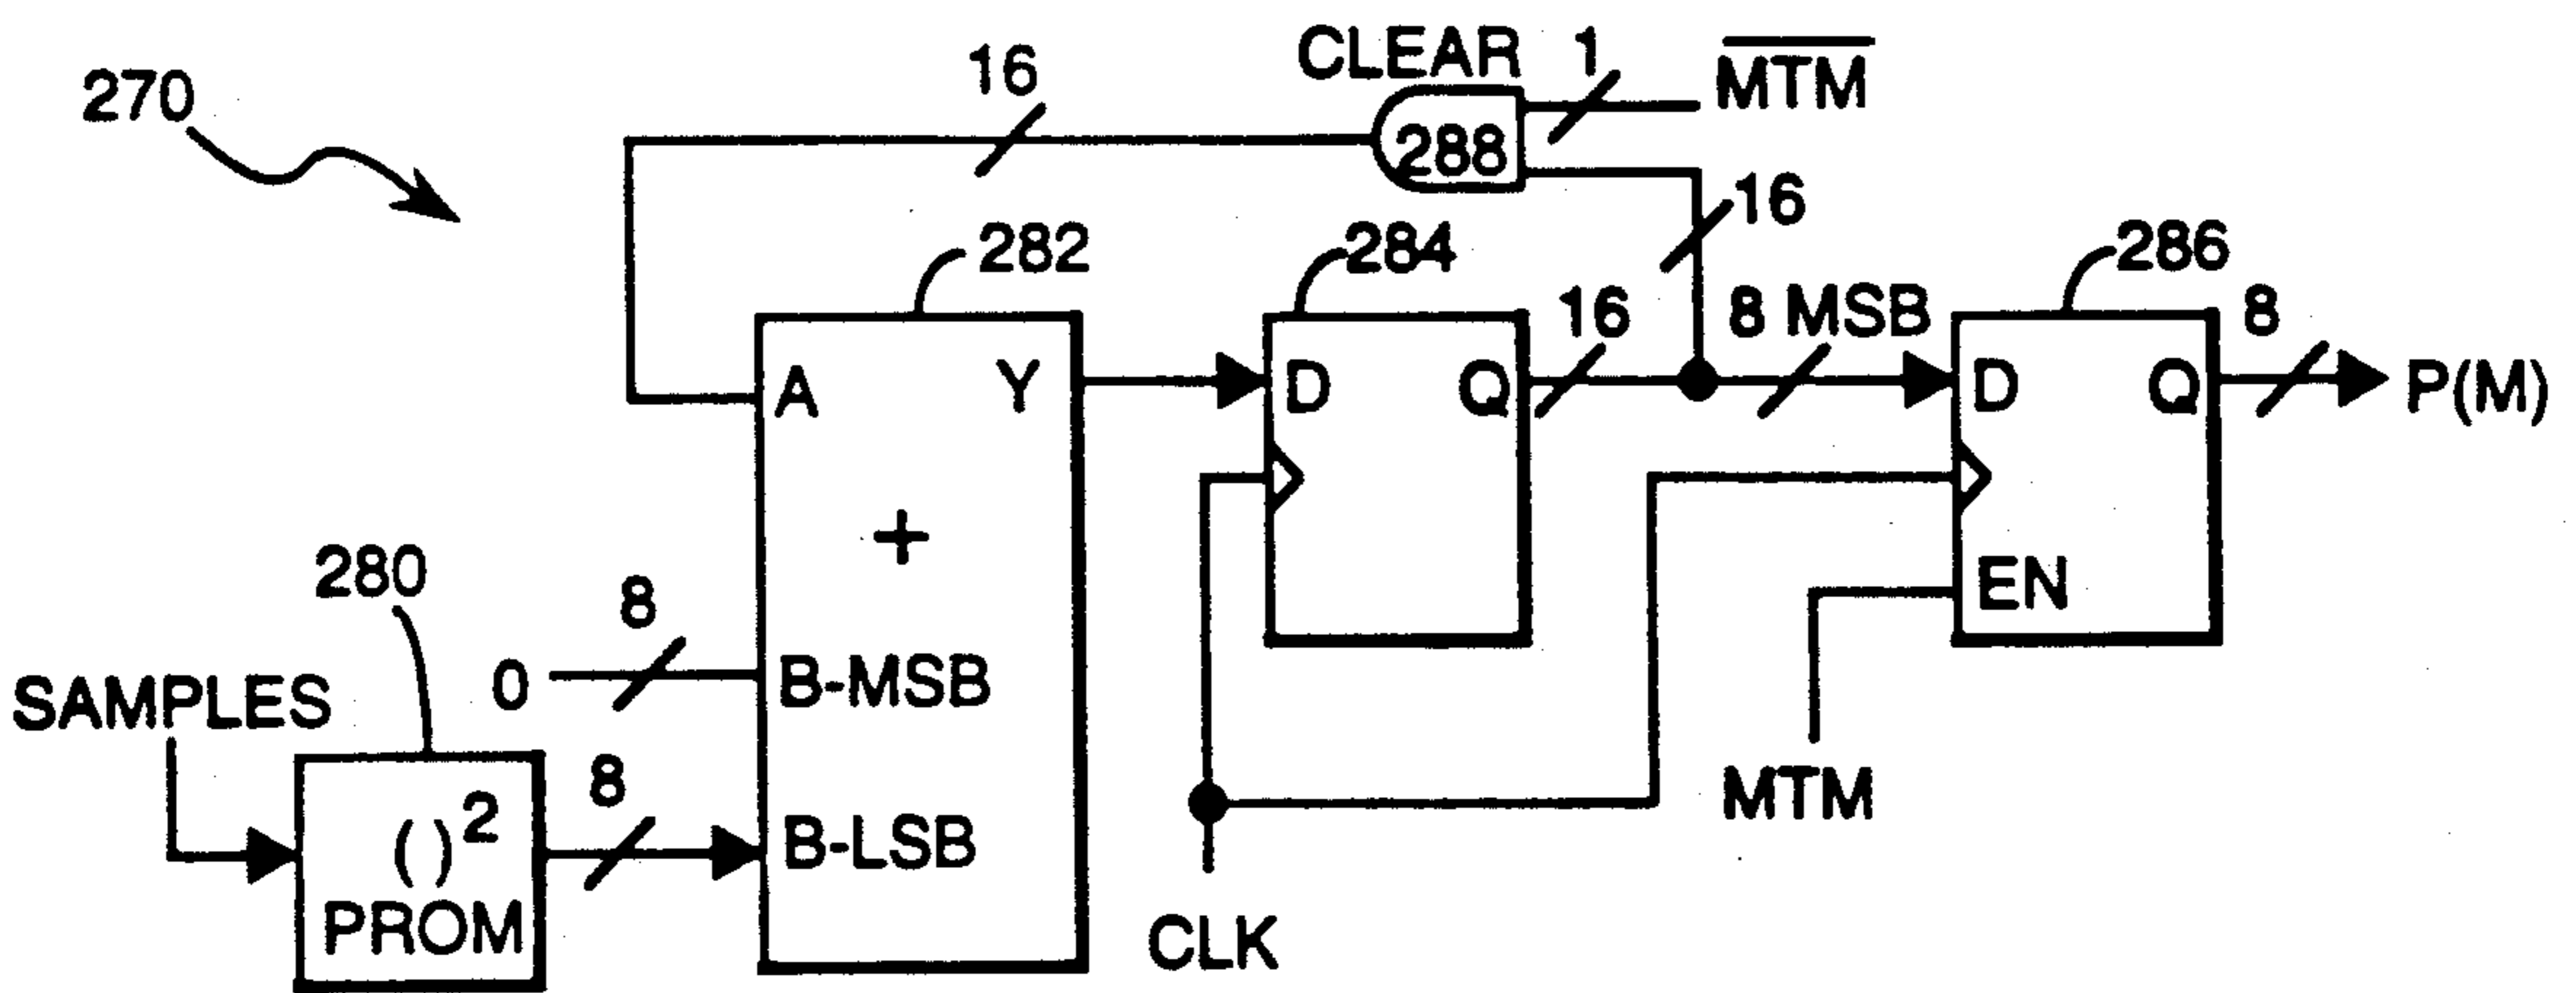 CLEAR
1
M̅T̅M̅
16
270
288
16
282
284
286
16
8 MSB
8
A
Y
D
Q
D
Q
P(M)
+
280
8
EN
0
B-MSB
SAMPLES
8
MTM
( )²
B-LSB
PROM
CLK